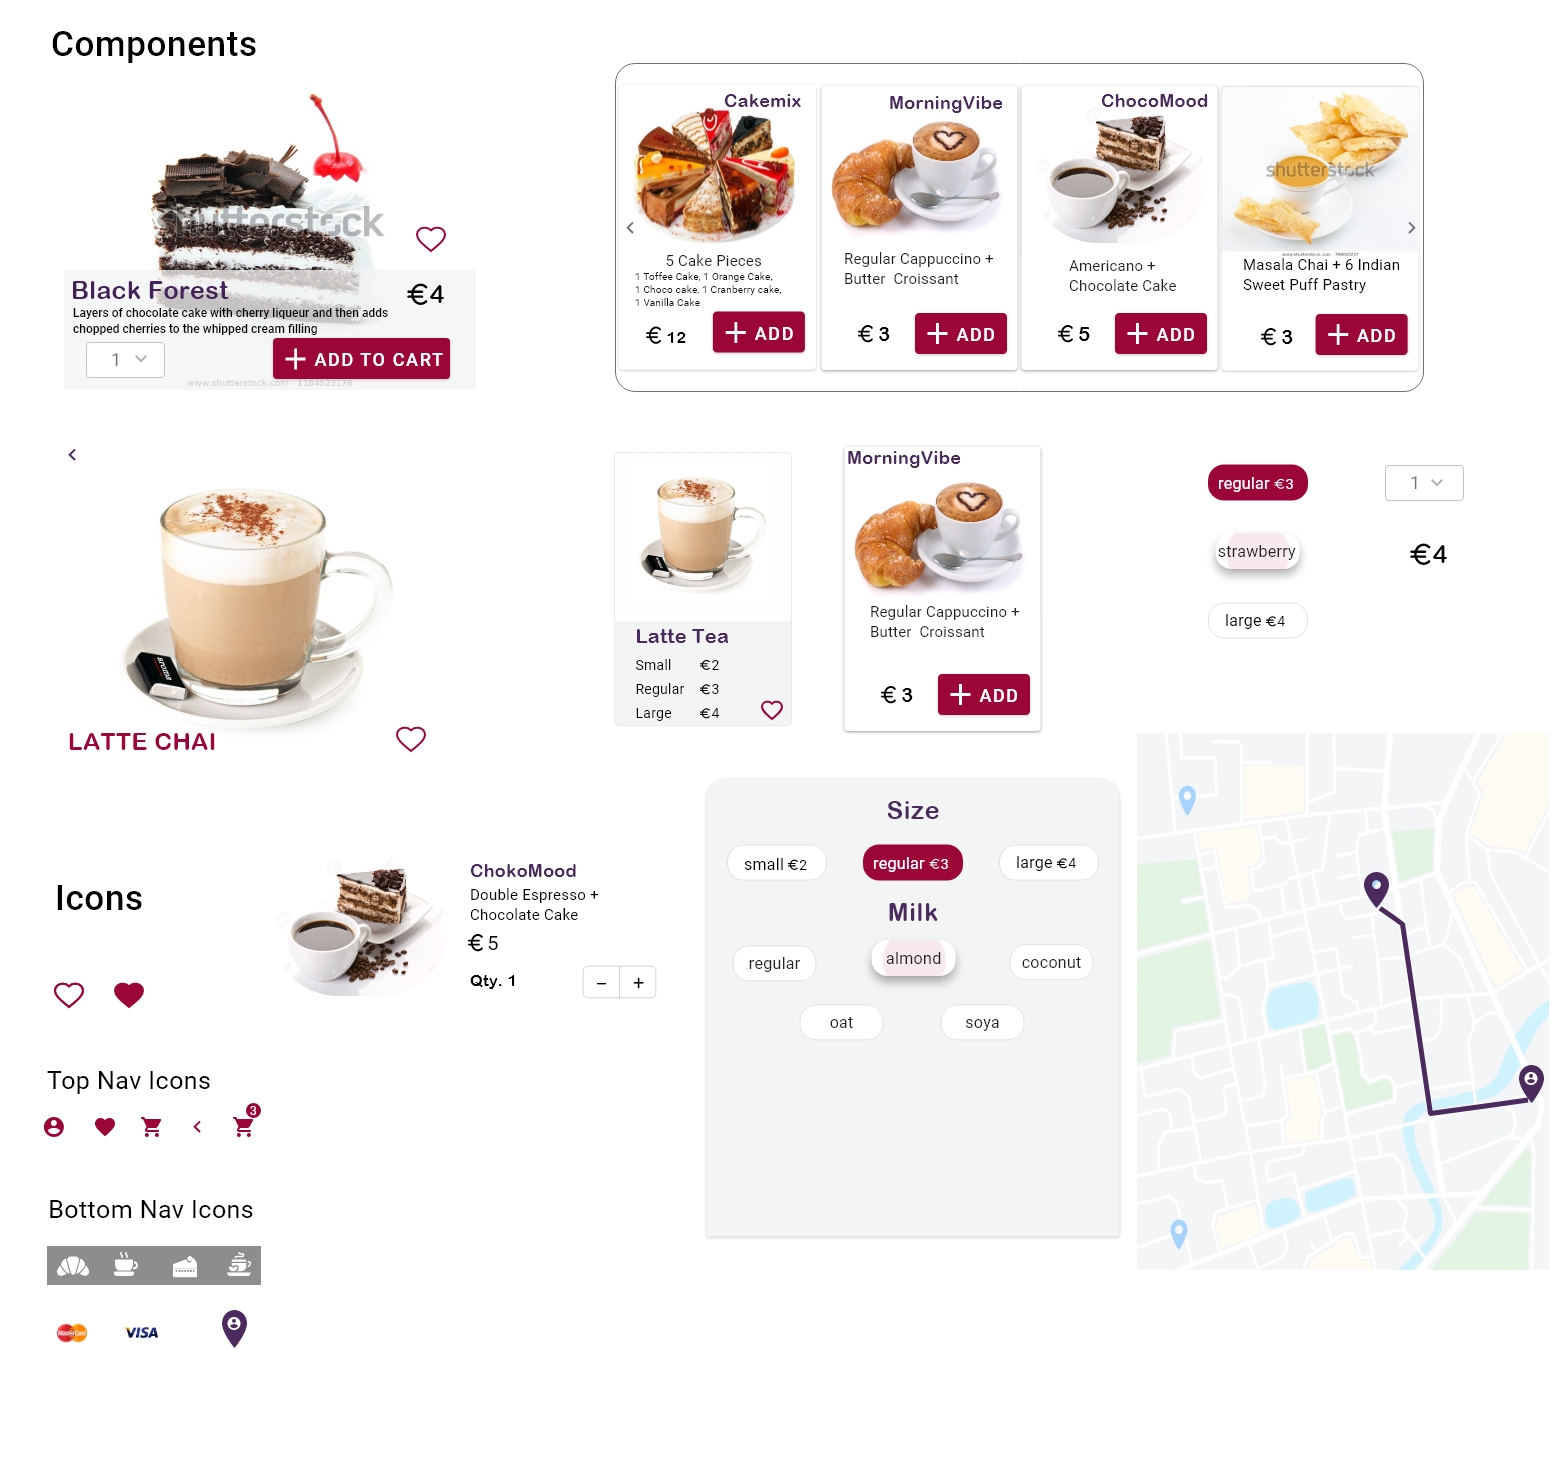 Components
shutterstock
Black Forest
€4
Layers of chocolate cake with cherry liqueur and then adds
chopped cherries to the whipped cream filling
1
ADD TO CART
www.shutterstock.com · 1184523178
Cakemix
5 Cake Pieces
1 Toffee Cake, 1 Orange Cake,
1 Choco cake, 1 Cranberry cake,
1 Vanilla Cake
€ 12
ADD
MorningVibe
Regular Cappuccino +
Butter Croissant
€ 3
ADD
ChocoMood
Americano +
Chocolate Cake
€ 5
ADD
shutterstock
Masala Chai + 6 Indian
Sweet Puff Pastry
€ 3
ADD
aroma
LATTE CHAI
Latte Tea
Small €2
Regular €3
Large €4
MorningVibe
Regular Cappuccino +
Butter Croissant
€ 3
ADD
regular €3
1
strawberry
€4
large €4
Size
small €2
regular €3
large €4
Milk
regular
almond
coconut
oat
soya
Icons
ChokoMood
Double Espresso +
Chocolate Cake
€ 5
Qty. 1
− +
Top Nav Icons
3
Bottom Nav Icons
MasterCard
VISA